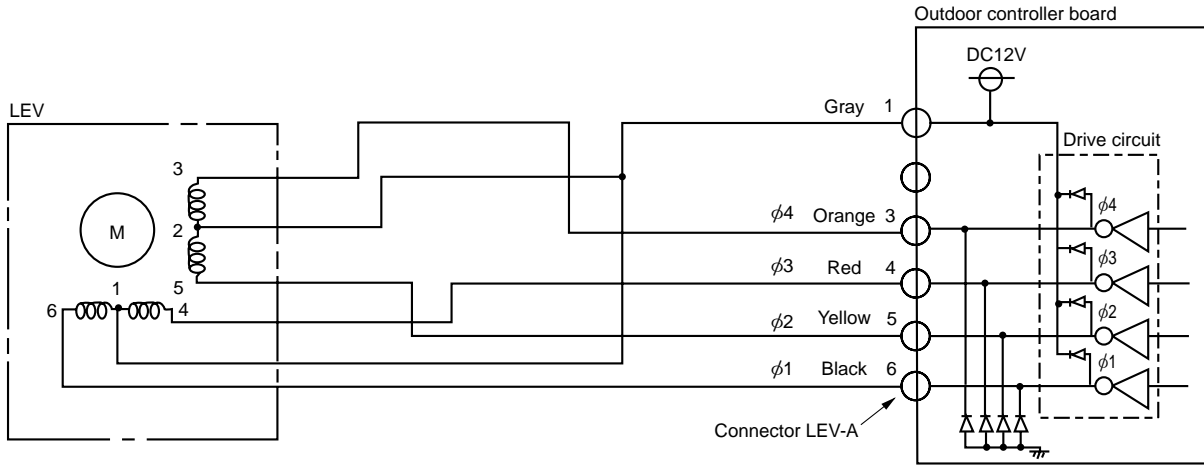 Outdoor controller board
DC12V
LEV
Gray 1
Drive circuit
3
ϕ4 Orange 3
ϕ4
M
2
ϕ3 Red 4
ϕ3
5
1
6
4
ϕ2 Yellow 5
ϕ2
ϕ1 Black 6
ϕ1
Connector LEV-A